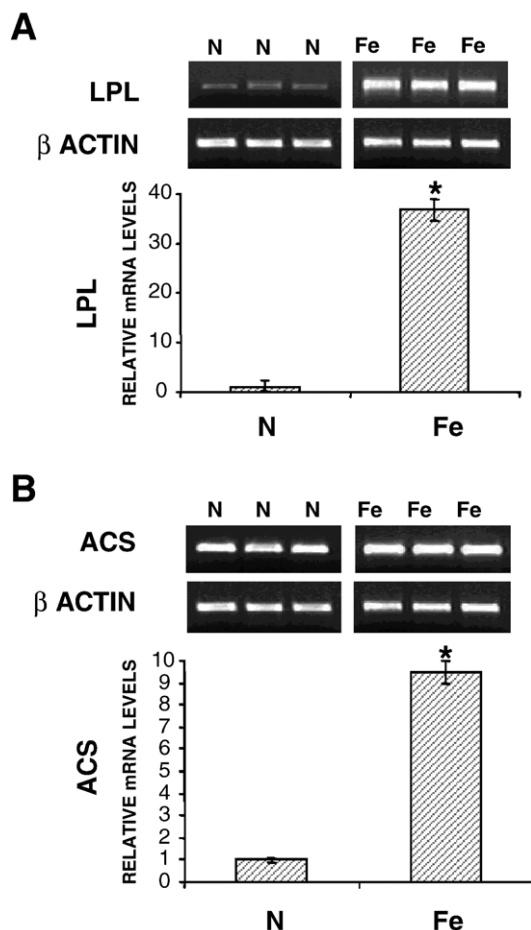 A
N N N Fe Fe Fe
LPL
β ACTIN
LPL
RELATIVE mRNA LEVELS
40
30
20
10
0
*
N Fe
B
N N N Fe Fe Fe
ACS
β ACTIN
ACS
RELATIVE mRNA LEVELS
10
9
8
7
6
5
4
3
2
1
0
*
N Fe